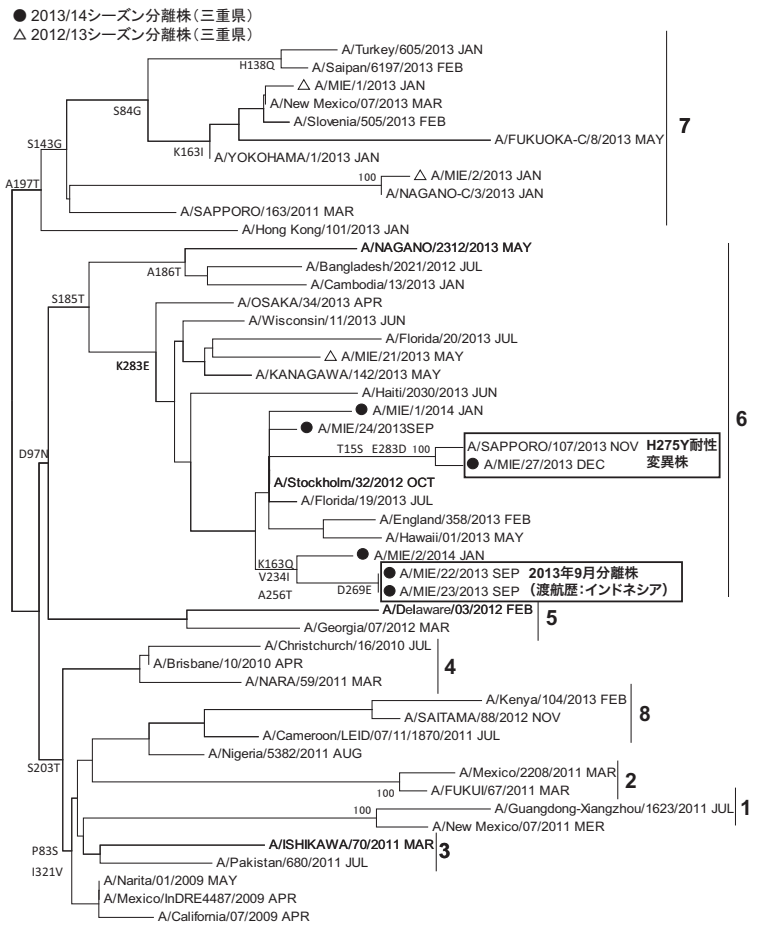 ● 2013/14シーズン分離株（三重県）
△ 2012/13シーズン分離株（三重県）
A/Turkey/605/2013 JAN
H138Q
A/Saipan/6197/2013 FEB
△ A/MIE/1/2013 JAN
A/New Mexico/07/2013 MAR
S84G
A/Slovenia/505/2013 FEB
7
A/FUKUOKA-C/8/2013 MAY
S143G
K163I
A/YOKOHAMA/1/2013 JAN
100
△ A/MIE/2/2013 JAN
A197T
A/NAGANO-C/3/2013 JAN
A/SAPPORO/163/2011 MAR
A/Hong Kong/101/2013 JAN
A/NAGANO/2312/2013 MAY
A186T
A/Bangladesh/2021/2012 JUL
A/Cambodia/13/2013 JAN
S185T
A/OSAKA/34/2013 APR
A/Wisconsin/11/2013 JUN
A/Florida/20/2013 JUL
△ A/MIE/21/2013 MAY
K283E
A/KANAGAWA/142/2013 MAY
A/Haiti/2030/2013 JUN
● A/MIE/1/2014 JAN
6
● A/MIE/24/2013SEP
T15S E283D 100
A/SAPPORO/107/2013 NOV H275Y耐性
D97N
● A/MIE/27/2013 DEC 変異株
A/Stockholm/32/2012 OCT
A/Florida/19/2013 JUL
A/England/358/2013 FEB
A/Hawaii/01/2013 MAY
● A/MIE/2/2014 JAN
K163Q
V234I
A256T
D269E
● A/MIE/22/2013 SEP 2013年9月分離株
● A/MIE/23/2013 SEP （渡航歴：インドネシア）
A/Delaware/03/2012 FEB
5
A/Georgia/07/2012 MAR
A/Christchurch/16/2010 JUL
A/Brisbane/10/2010 APR
4
A/NARA/59/2011 MAR
A/Kenya/104/2013 FEB
8
A/SAITAMA/88/2012 NOV
A/Cameroon/LEID/07/11/1870/2011 JUL
A/Nigeria/5382/2011 AUG
S203T
A/Mexico/2208/2011 MAR
2
100
A/FUKUI/67/2011 MAR
100
A/Guangdong-Xiangzhou/1623/2011 JUL
1
A/New Mexico/07/2011 MER
A/ISHIKAWA/70/2011 MAR
3
P83S
I321V
A/Pakistan/680/2011 JUL
A/Narita/01/2009 MAY
A/Mexico/InDRE4487/2009 APR
A/California/07/2009 APR